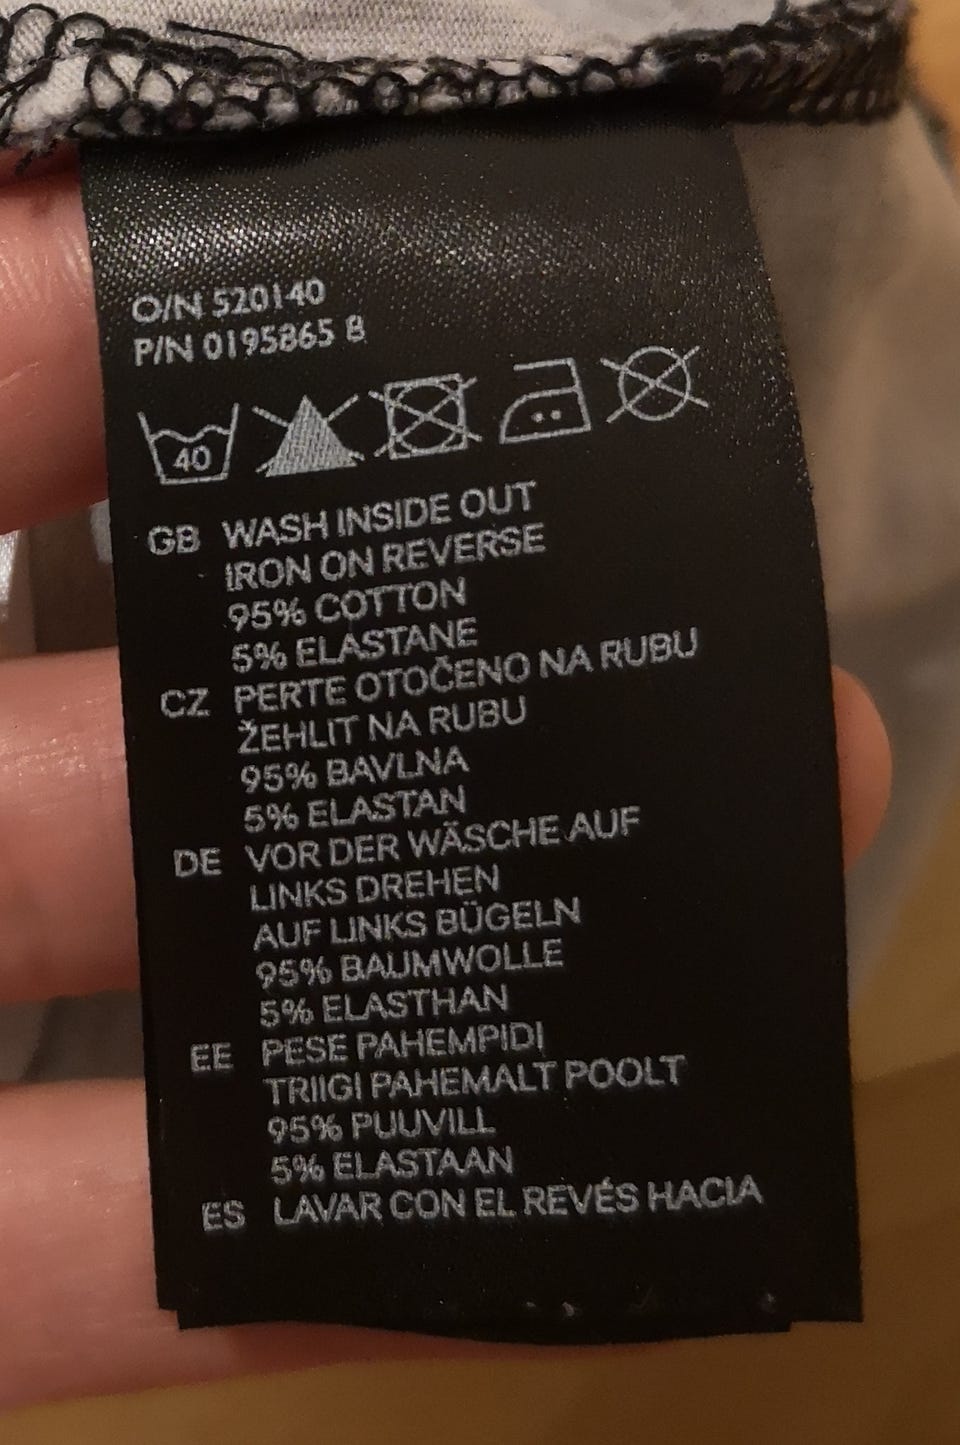 O/N 520140
P/N 0195865 B
40
GB WASH INSIDE OUT
IRON ON REVERSE
95% COTTON
5% ELASTANE
CZ PERTE OTOČENO NA RUBU
ŽEHLIT NA RUBU
95% BAVLNA
5% ELASTAN
DE VOR DER WÄSCHE AUF
LINKS DREHEN
AUF LINKS BÜGELN
95% BAUMWOLLE
5% ELASTHAN
EE PESE PAHEMPIDI
TRIIGI PAHEMALT POOLT
95% PUUVILL
5% ELASTAAN
ES LAVAR CON EL REVÉS HACIA